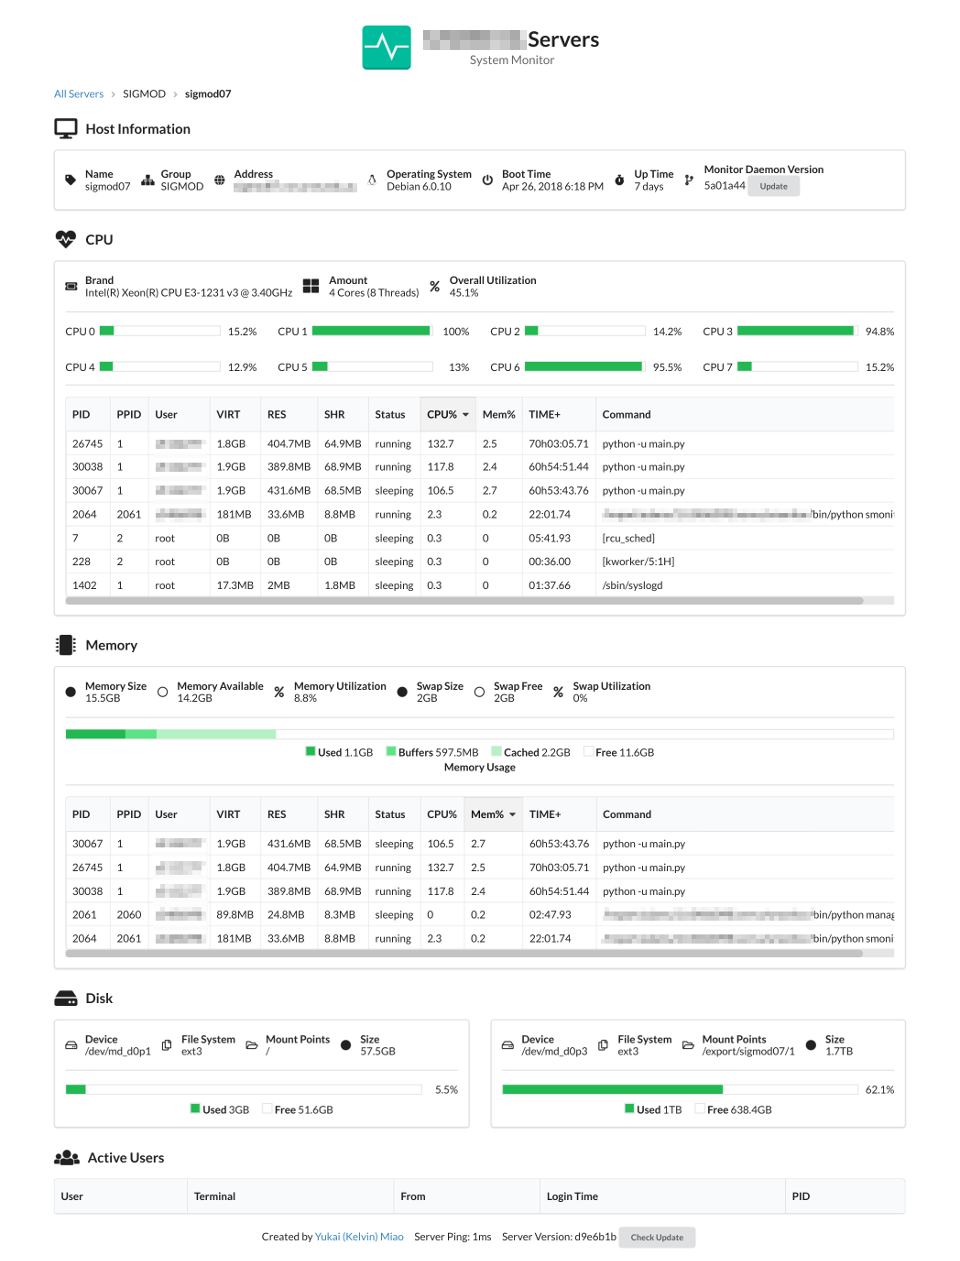 Servers
System Monitor
All Servers > SIGMOD > sigmod07
Host Information
Name Group Address Operating System Boot Time Up Time Monitor Daemon Version
sigmod07 SIGMOD Debian 6.0.10 Apr 26, 2018 6:18 PM 7 days 5a01a44 Update
CPU
Brand Amount Overall Utilization
Intel(R) Xeon(R) CPU E3-1231 v3 @ 3.40GHz 4 Cores (8 Threads) 45.1%
CPU 0 15.2% CPU 1 100% CPU 2 14.2% CPU 3 94.8%
CPU 4 12.9% CPU 5 13% CPU 6 95.5% CPU 7 15.2%
PID PPID User VIRT RES SHR Status CPU% Mem% TIME+ Command
26745 1 1.8GB 404.7MB 64.9MB running 132.7 2.5 70h03:05.71 python -u main.py
30038 1 1.9GB 389.8MB 68.9MB running 117.8 2.4 60h54:51.44 python -u main.py
30067 1 1.9GB 431.6MB 68.5MB sleeping 106.5 2.7 60h53:43.76 python -u main.py
2064 2061 181MB 33.6MB 8.8MB running 2.3 0.2 22:01.74 /bin/python smoni
7 2 root 0B 0B 0B sleeping 0.3 0 05:41.93 [rcu_sched]
228 2 root 0B 0B 0B sleeping 0.3 0 00:36.00 [kworker/5:1H]
1402 1 root 17.3MB 2MB 1.8MB sleeping 0.3 0 01:37.66 /sbin/syslogd
Memory
Memory Size Memory Available Memory Utilization Swap Size Swap Free Swap Utilization
15.5GB 14.2GB 8.8% 2GB 2GB 0%
Used 1.1GB Buffers 597.5MB Cached 2.2GB Free 11.6GB
Memory Usage
PID PPID User VIRT RES SHR Status CPU% Mem% TIME+ Command
30067 1 1.9GB 431.6MB 68.5MB sleeping 106.5 2.7 60h53:43.76 python -u main.py
26745 1 1.8GB 404.7MB 64.9MB running 132.7 2.5 70h03:05.71 python -u main.py
30038 1 1.9GB 389.8MB 68.9MB running 117.8 2.4 60h54:51.44 python -u main.py
2061 2060 89.8MB 24.8MB 8.3MB sleeping 0 0.2 02:47.93 bin/python manag
2064 2061 181MB 33.6MB 8.8MB running 2.3 0.2 22:01.74 bin/python smoni
Disk
Device File System Mount Points Size Device File System Mount Points Size
/dev/md_d0p1 ext3 / 57.5GB /dev/md_d0p3 ext3 /export/sigmod07/1 1.7TB
5.5% 62.1%
Used 3GB Free 51.6GB Used 1TB Free 638.4GB
Active Users
User Terminal From Login Time PID
Created by Yukai (Kelvin) Miao Server Ping: 1ms Server Version: d9e6b1b Check Update